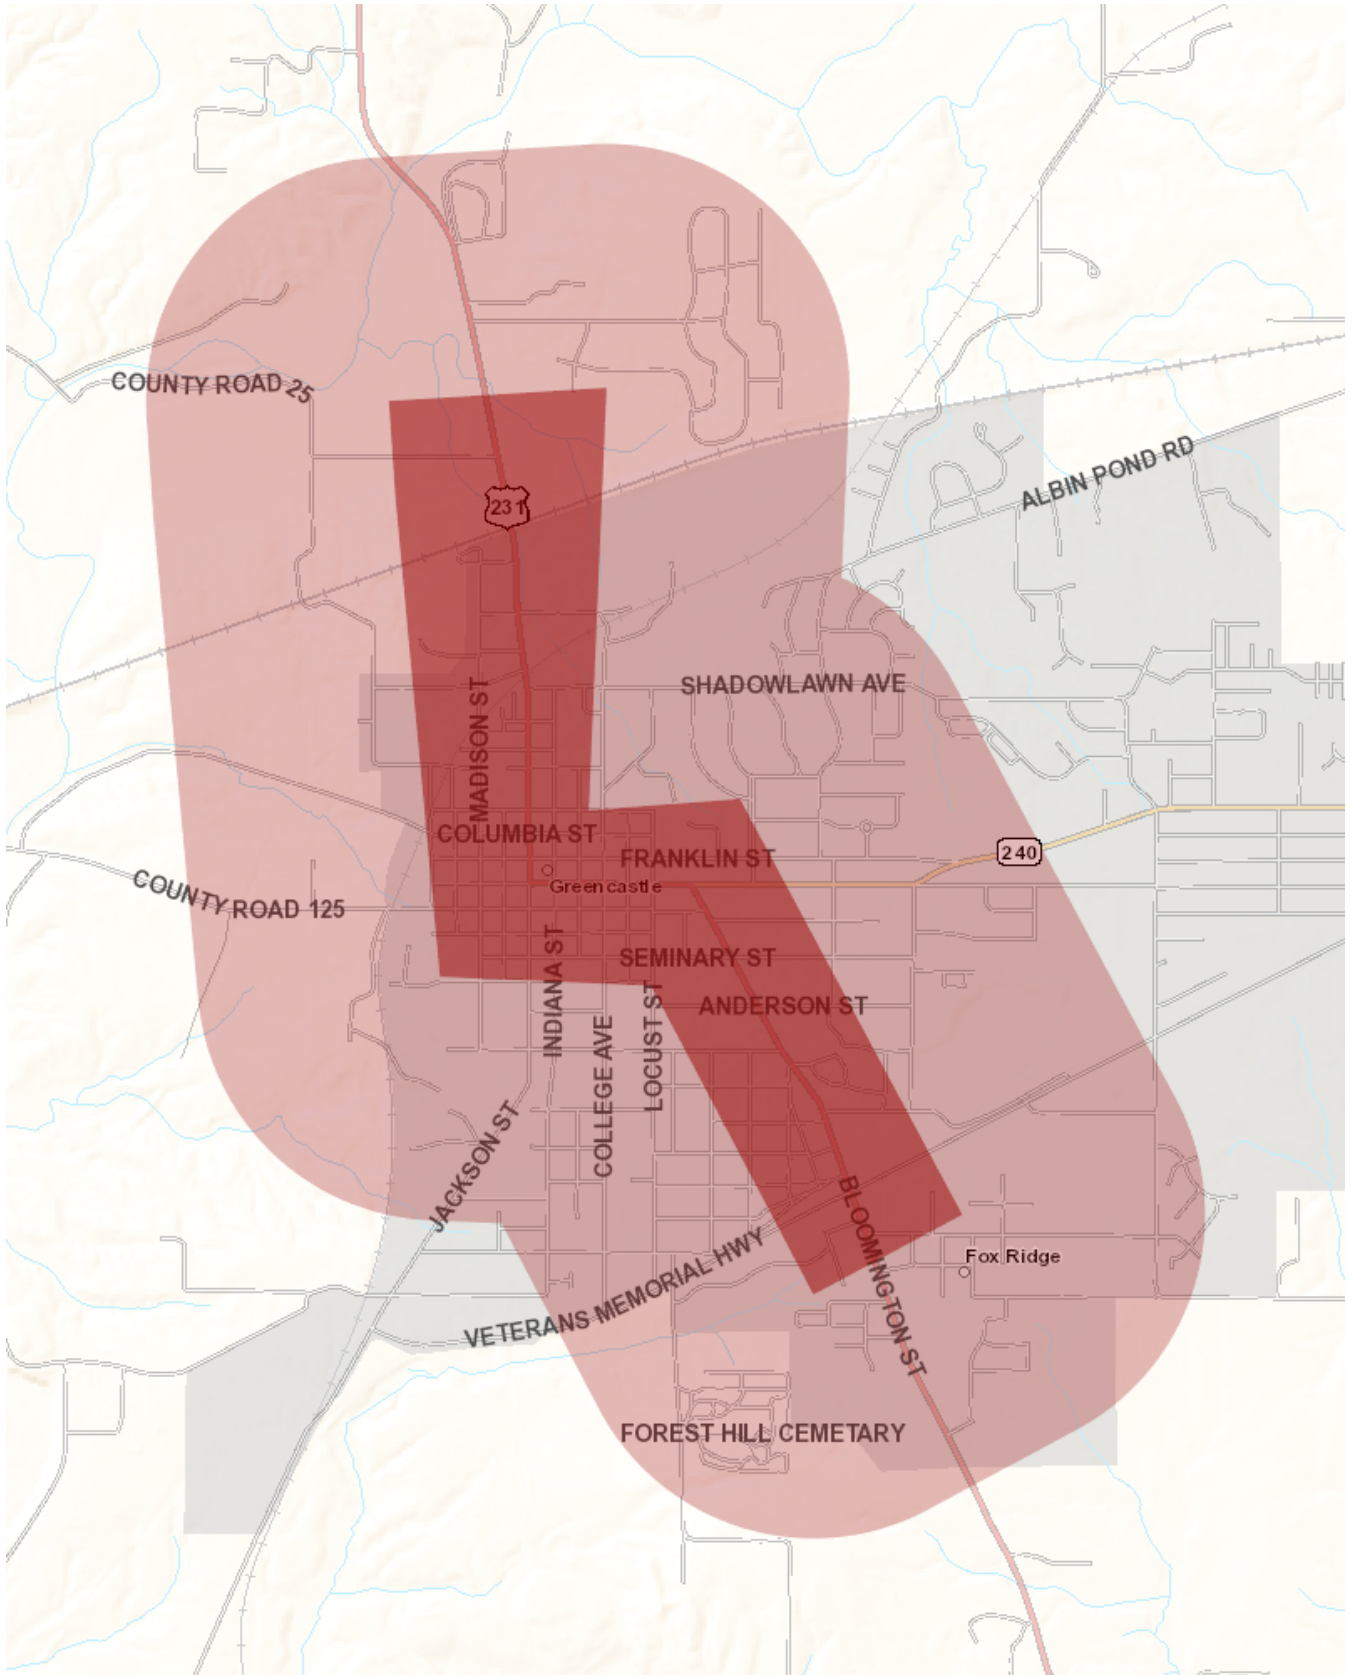 COUNTY ROAD 25
ALBIN POND RD
231
SHADOWLAWN AVE
MADISON ST
COLUMBIA ST
FRANKLIN ST
240
Greencastle
COUNTY ROAD 125
SEMINARY ST
INDIANA ST
ANDERSON ST
LOCUST ST
COLLEGE AVE
JACKSON ST
BLOOMINGTON ST
VETERANS MEMORIAL HWY
Fox Ridge
FOREST HILL CEMETARY